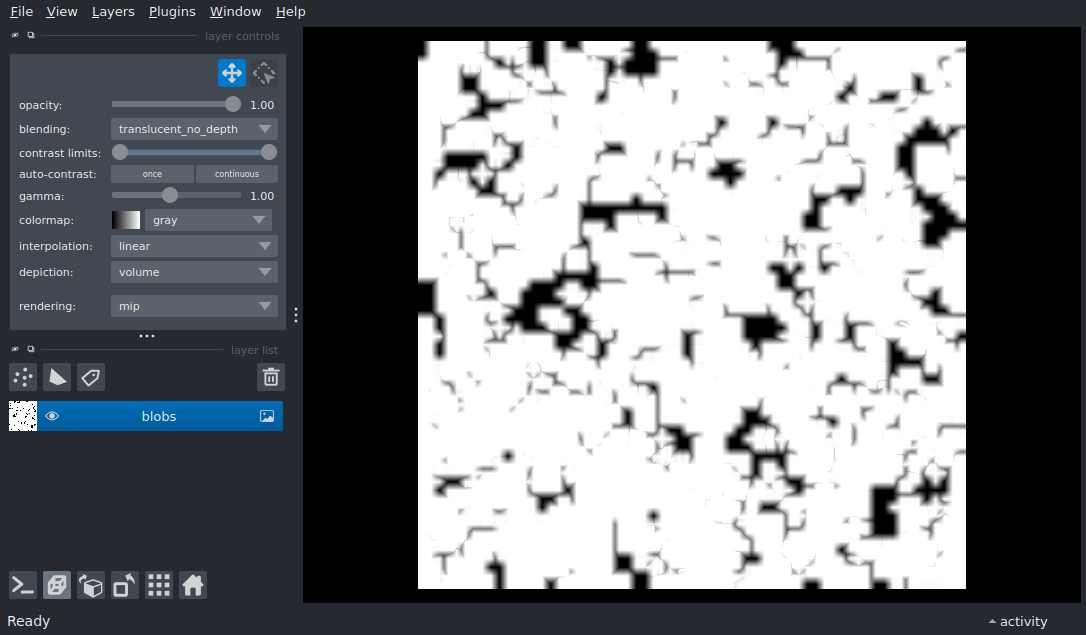 File View Layers Plugins Window Help
layer controls
opacity: 1.00
blending: translucent_no_depth
contrast limits:
auto-contrast: once continuous
gamma: 1.00
colormap: gray
interpolation: linear
depiction: volume
rendering: mip
layer list
blobs
Ready activity